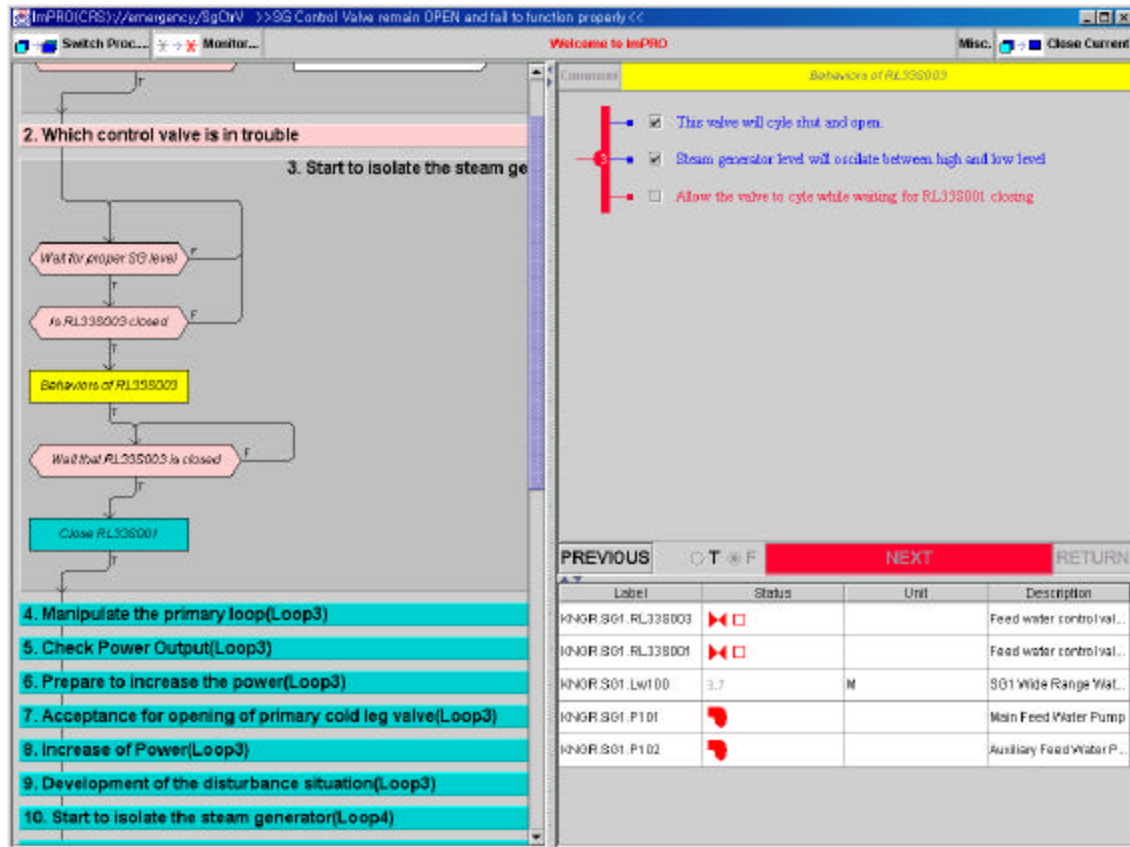 ImPRO(CRS)://emergency/SgCtrV >>SG Control Valve remain OPEN and fail to function properly<<
Switch Proc... Monitor... Welcome to ImPRO Misc. Close Current
T
2. Which control valve is in trouble
3. Start to isolate the steam ge
Wait for proper SG level
F
T
Is RL33S003 closed
F
T
Behaviors of RL33S003
T
Wait that RL33S003 is closed
F
T
Close RL33S001
T
4. Manipulate the primary loop(Loop3)
5. Check Power Output(Loop3)
6. Prepare to increase the power(Loop3)
7. Acceptance for opening of primary cold leg valve(Loop3)
8. Increase of Power(Loop3)
9. Development of the disturbance situation(Loop3)
10. Start to isolate the steam generator(Loop4)
Comment Behaviors of RL33S003
This valve will cyle shut and open.
3 Steam generator level will oscilate between high and low level
Allow the valve to cyle while waiting for RL33S001 closing
PREVIOUS T F NEXT RETURN
Label Status Unit Description
KNGR.SG1.RL33S003 Feed water control val...
KNGR.SG1.RL33S001 Feed water control val...
KNGR.SG1.Lw100 3.7 M SG1 Wide Range Wat...
KNGR.SG1.P101 Main Feed Water Pump
KNGR.SG1.P102 Auxiliary Feed Water P...